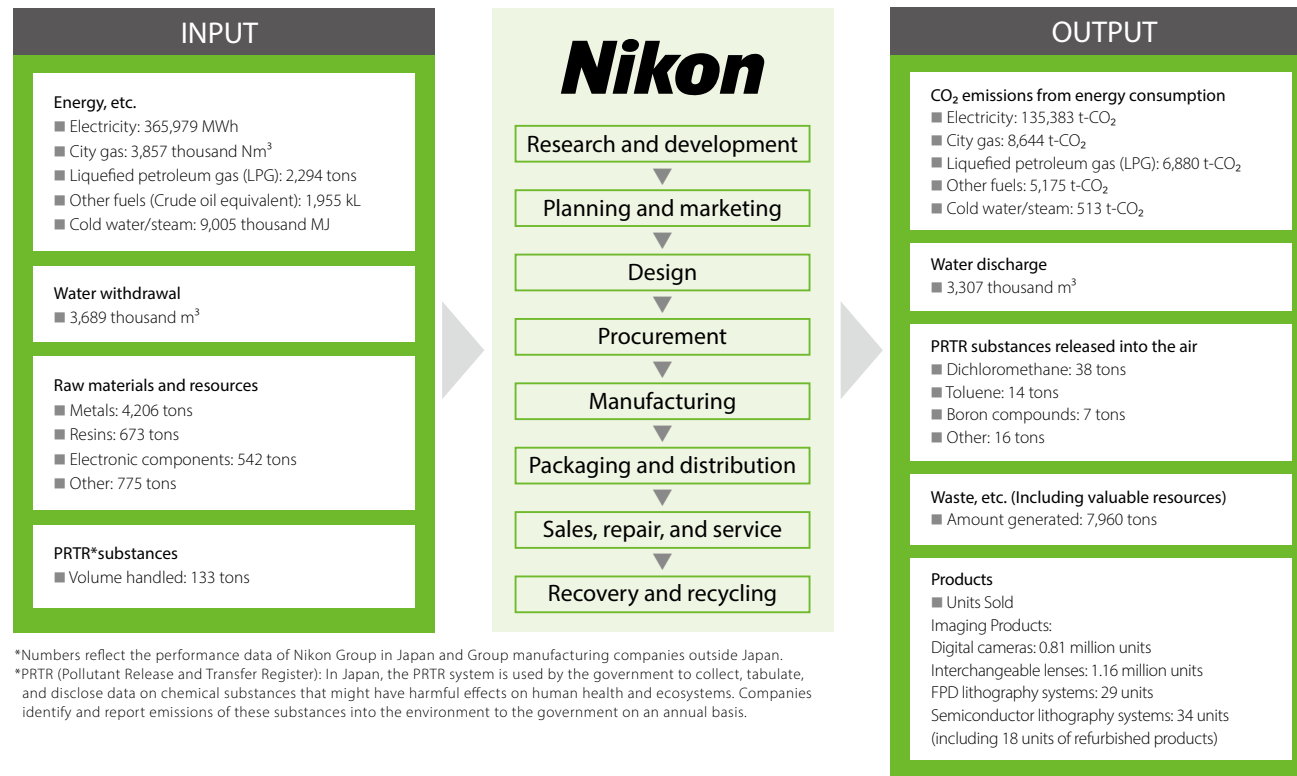 INPUT
Energy, etc.
■ Electricity: 365,979 MWh
■ City gas: 3,857 thousand Nm³
■ Liquefied petroleum gas (LPG): 2,294 tons
■ Other fuels (Crude oil equivalent): 1,955 kL
■ Cold water/steam: 9,005 thousand MJ
Water withdrawal
■ 3,689 thousand m³
Raw materials and resources
■ Metals: 4,206 tons
■ Resins: 673 tons
■ Electronic components: 542 tons
■ Other: 775 tons
PRTR*substances
■ Volume handled: 133 tons
Nikon
Research and development
Planning and marketing
Design
Procurement
Manufacturing
Packaging and distribution
Sales, repair, and service
Recovery and recycling
OUTPUT
CO₂ emissions from energy consumption
■ Electricity: 135,383 t-CO₂
■ City gas: 8,644 t-CO₂
■ Liquefied petroleum gas (LPG): 6,880 t-CO₂
■ Other fuels: 5,175 t-CO₂
■ Cold water/steam: 513 t-CO₂
Water discharge
■ 3,307 thousand m³
PRTR substances released into the air
■ Dichloromethane: 38 tons
■ Toluene: 14 tons
■ Boron compounds: 7 tons
■ Other: 16 tons
Waste, etc. (Including valuable resources)
■ Amount generated: 7,960 tons
Products
■ Units Sold
Imaging Products:
Digital cameras: 0.81 million units
Interchangeable lenses: 1.16 million units
FPD lithography systems: 29 units
Semiconductor lithography systems: 34 units
(including 18 units of refurbished products)
*Numbers reflect the performance data of Nikon Group in Japan and Group manufacturing companies outside Japan.
*PRTR (Pollutant Release and Transfer Register): In Japan, the PRTR system is used by the government to collect, tabulate,
and disclose data on chemical substances that might have harmful effects on human health and ecosystems. Companies
identify and report emissions of these substances into the environment to the government on an annual basis.